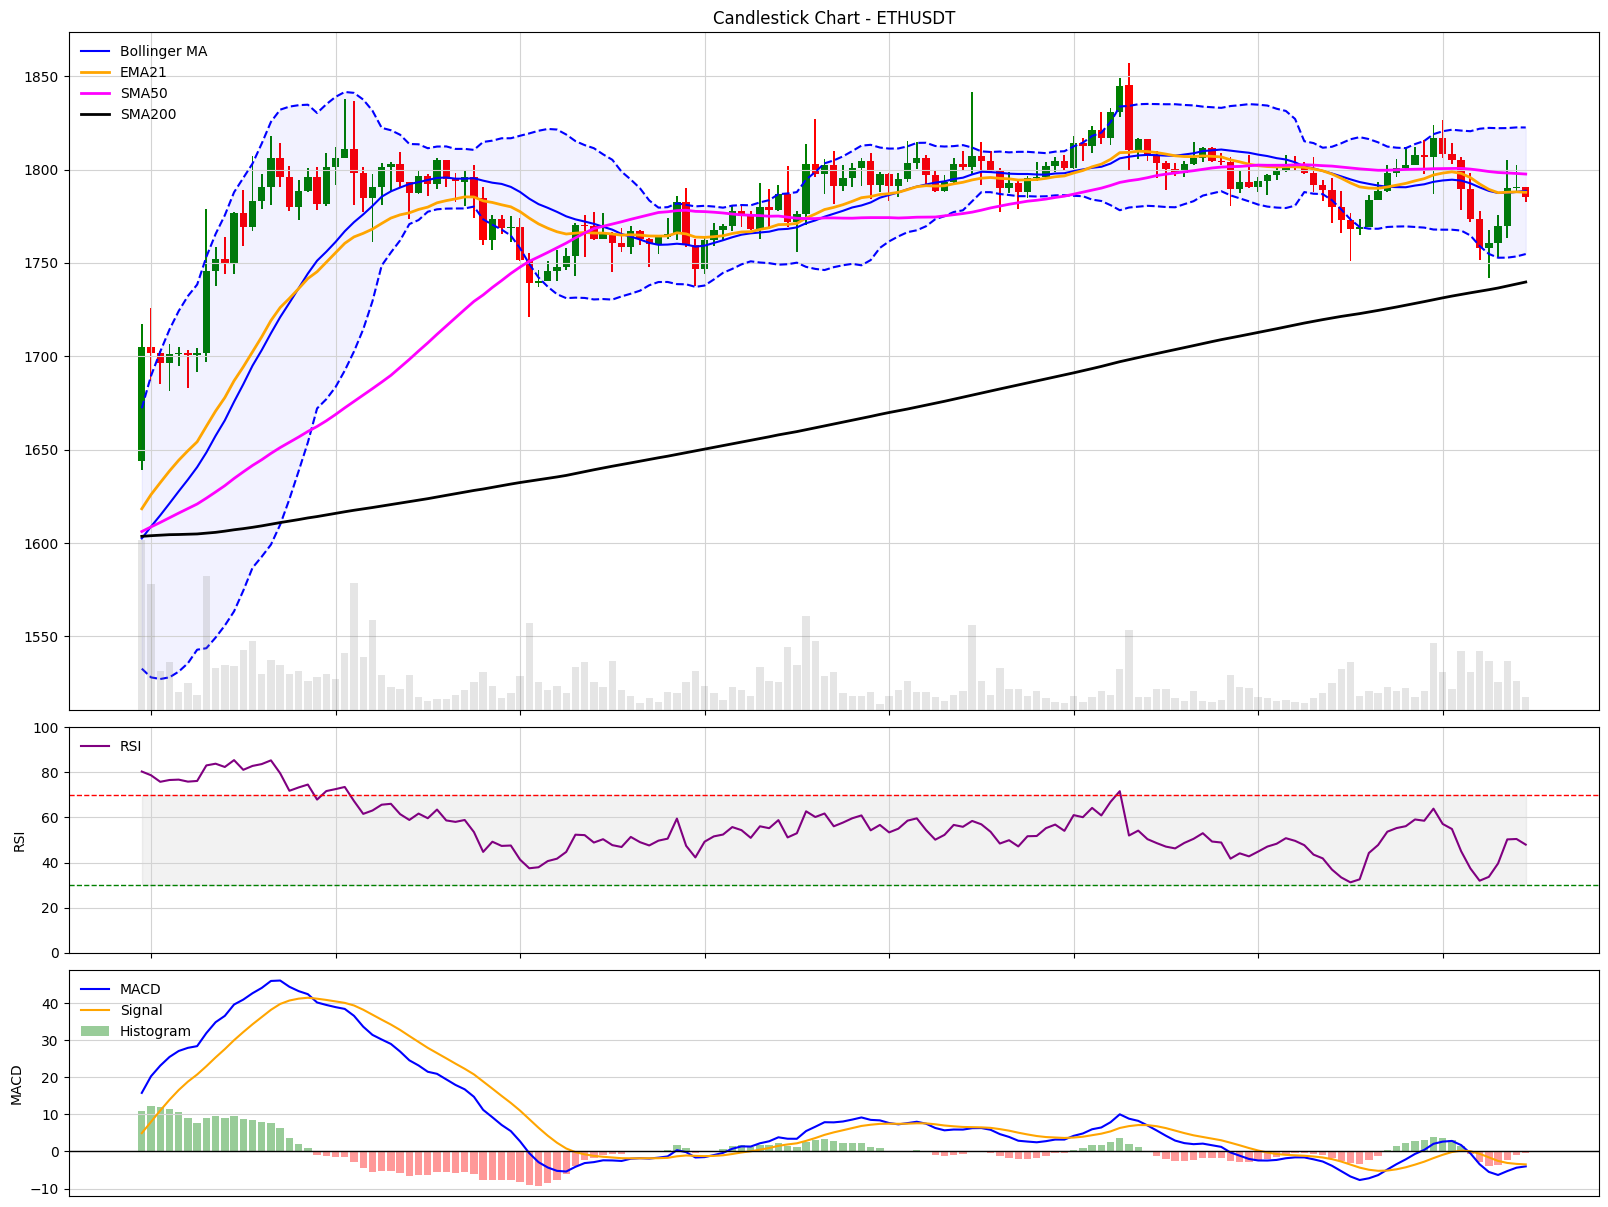 Candlestick Chart - ETHUSDT
Bollinger MA
EMA21
SMA50
SMA200
1850
1800
1750
1700
1650
1600
1550
RSI
100
80
60
40
20
0
RSI
MACD
Signal
Histogram
40
30
20
10
0
−10
MACD